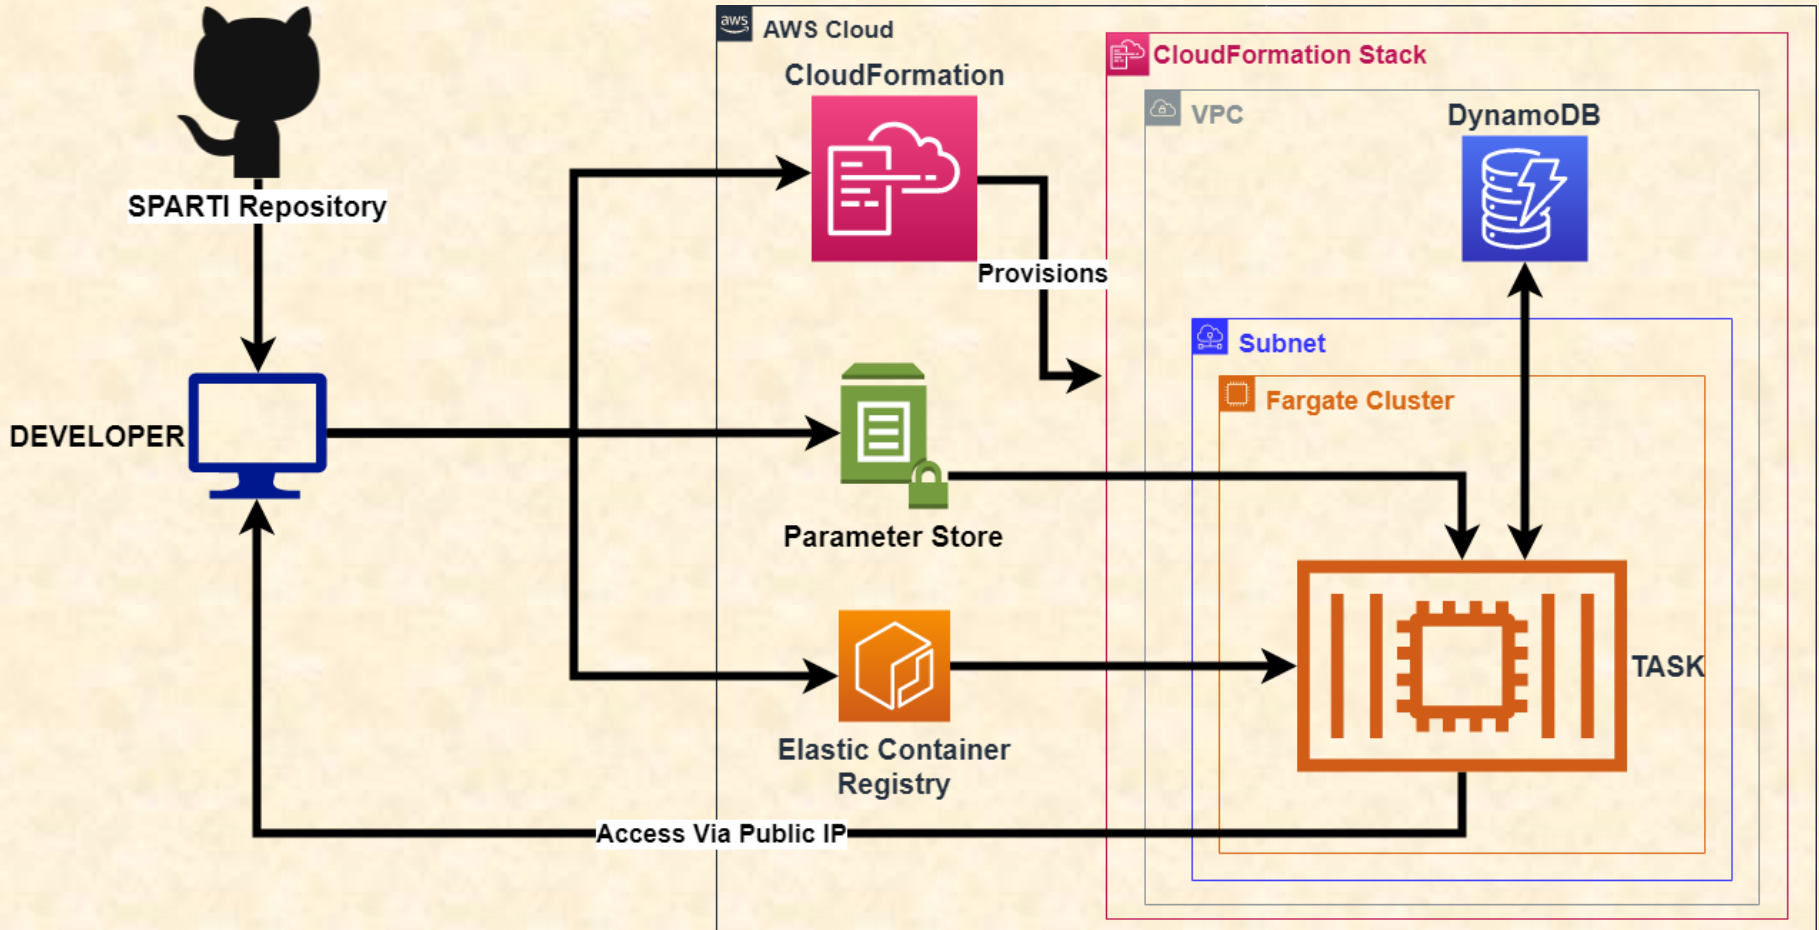 aws
AWS Cloud
CloudFormation
CloudFormation Stack
VPC
DynamoDB
SPARTI Repository
Provisions
Subnet
Fargate Cluster
DEVELOPER
Parameter Store
TASK
Elastic Container
Registry
Access Via Public IP